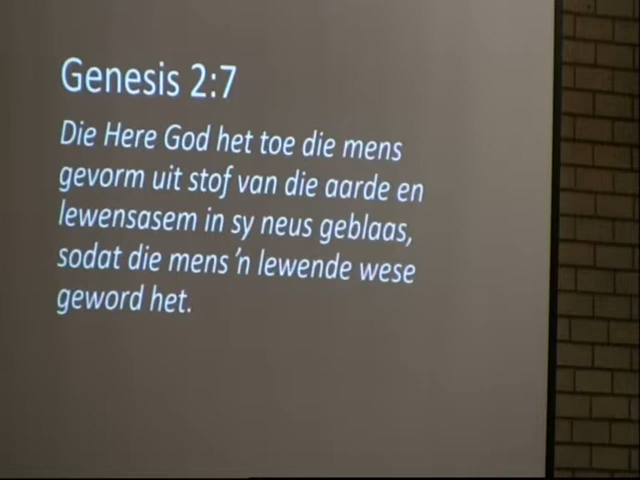 Genesis 2:7
Die Here God het toe die mens
gevorm uit stof van die aarde en
lewensasem in sy neus geblaas,
sodat die mens 'n lewende wese
geword het.